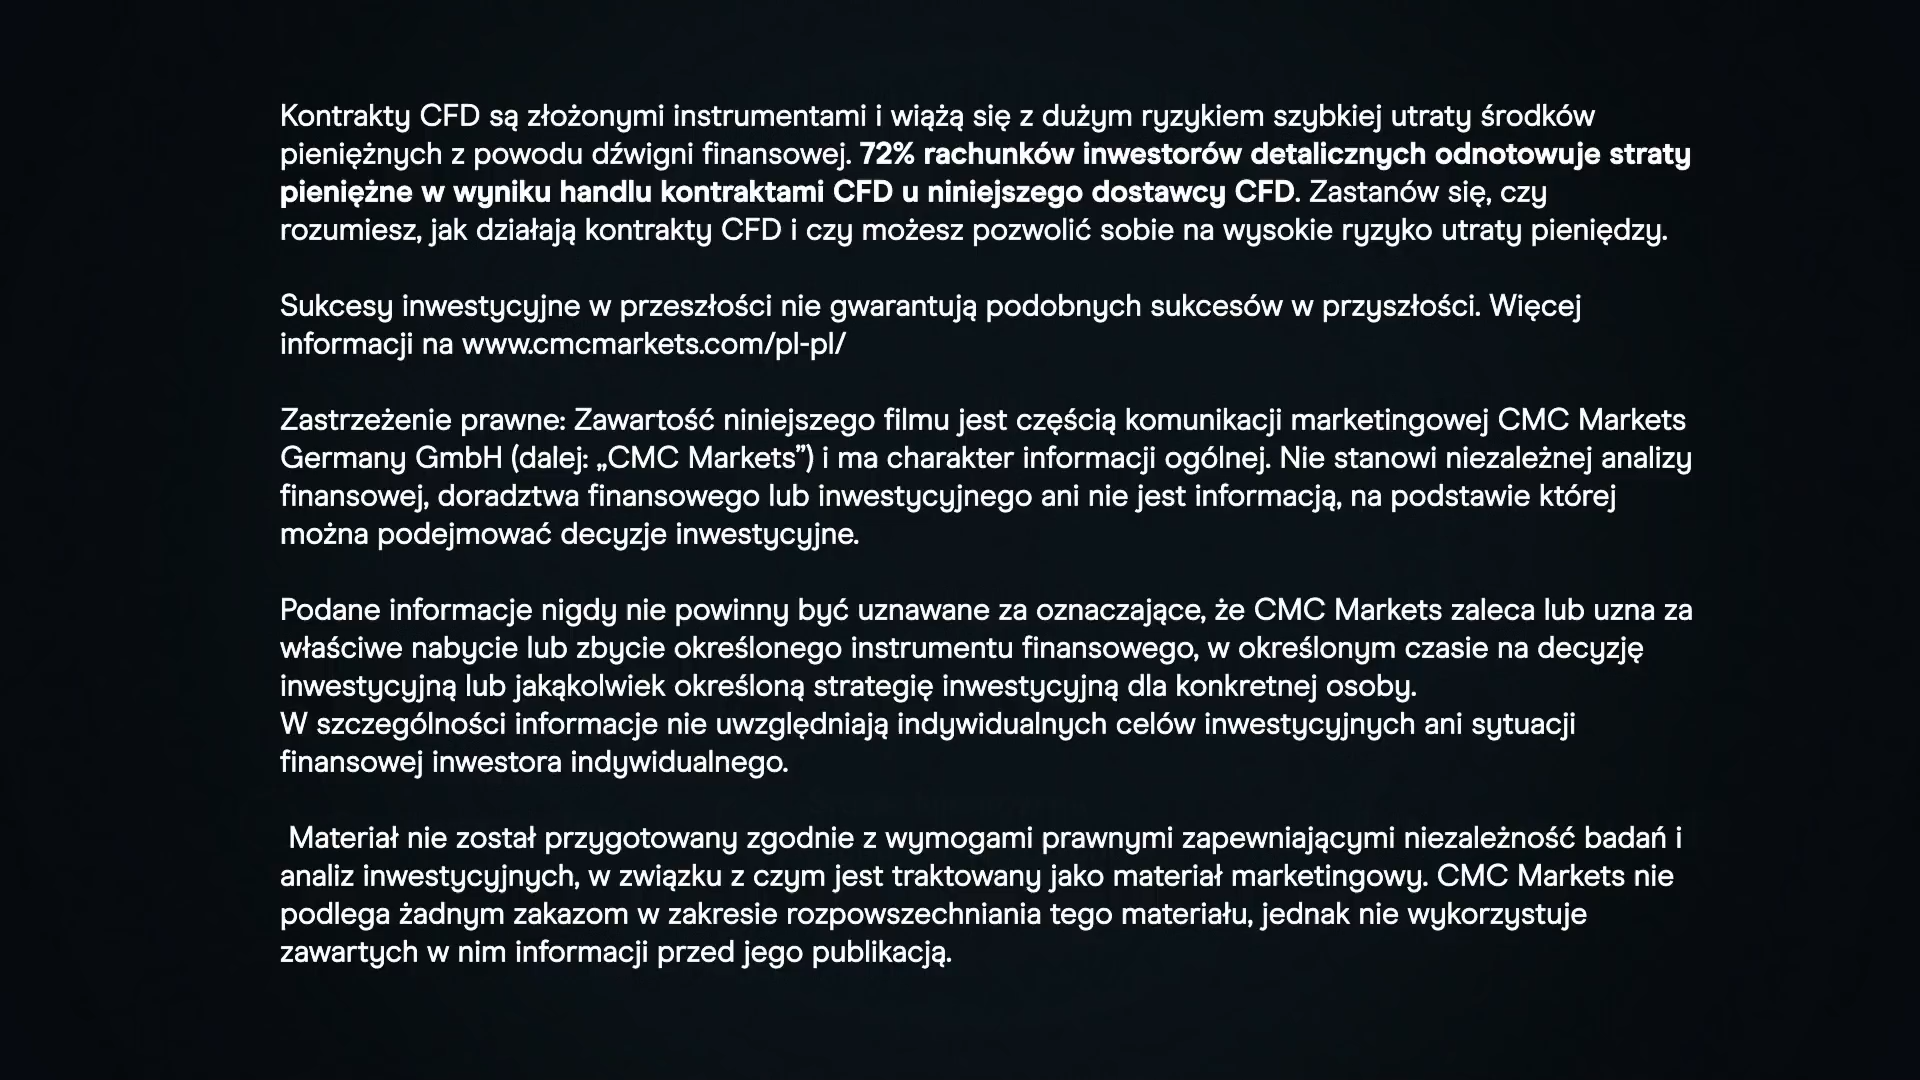 Kontrakty CFD są złożonymi instrumentami i wiążą się z dużym ryzykiem szybkiej utraty środków
pieniężnych z powodu dźwigni finansowej. 72% rachunków inwestorów detalicznych odnotowuje straty
pieniężne w wyniku handlu kontraktami CFD u niniejszego dostawcy CFD. Zastanów się, czy
rozumiesz, jak działają kontrakty CFD i czy możesz pozwolić sobie na wysokie ryzyko utraty pieniędzy.
Sukcesy inwestycyjne w przeszłości nie gwarantują podobnych sukcesów w przyszłości. Więcej
informacji na www.cmcmarkets.com/pl-pl/
Zastrzeżenie prawne: Zawartość niniejszego filmu jest częścią komunikacji marketingowej CMC Markets
Germany GmbH (dalej: „CMC Markets”) i ma charakter informacji ogólnej. Nie stanowi niezależnej analizy
finansowej, doradztwa finansowego lub inwestycyjnego ani nie jest informacją, na podstawie której
można podejmować decyzje inwestycyjne.
Podane informacje nigdy nie powinny być uznawane za oznaczające, że CMC Markets zaleca lub uzna za
właściwe nabycie lub zbycie określonego instrumentu finansowego, w określonym czasie na decyzję
inwestycyjną lub jakąkolwiek określoną strategię inwestycyjną dla konkretnej osoby.
W szczególności informacje nie uwzględniają indywidualnych celów inwestycyjnych ani sytuacji
finansowej inwestora indywidualnego.
Materiał nie został przygotowany zgodnie z wymogami prawnymi zapewniającymi niezależność badań i
analiz inwestycyjnych, w związku z czym jest traktowany jako materiał marketingowy. CMC Markets nie
podlega żadnym zakazom w zakresie rozpowszechniania tego materiału, jednak nie wykorzystuje
zawartych w nim informacji przed jego publikacją.